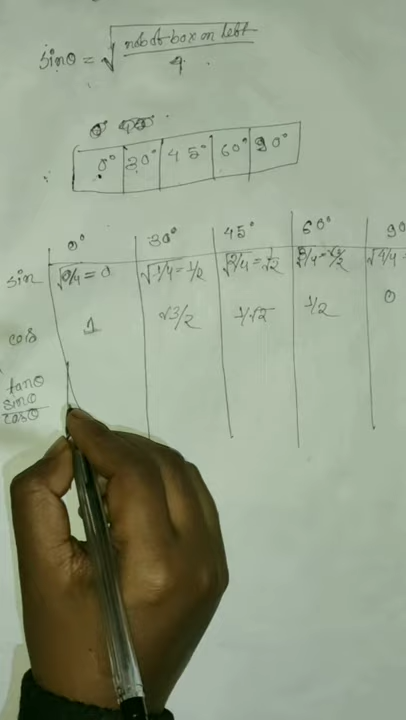 sinθ = √no. of box on left/4
0° 30° 45° 60° 90°
0° 30° 45° 60° 90
sin √0/4 = 0 √1/4 = 1/2 √2/4 = 1/√2 √3/4 = √3/2 √4/4 =
cos 1 √3/2 1/√2 1/2 0
tanθ
sinθ
cosθ